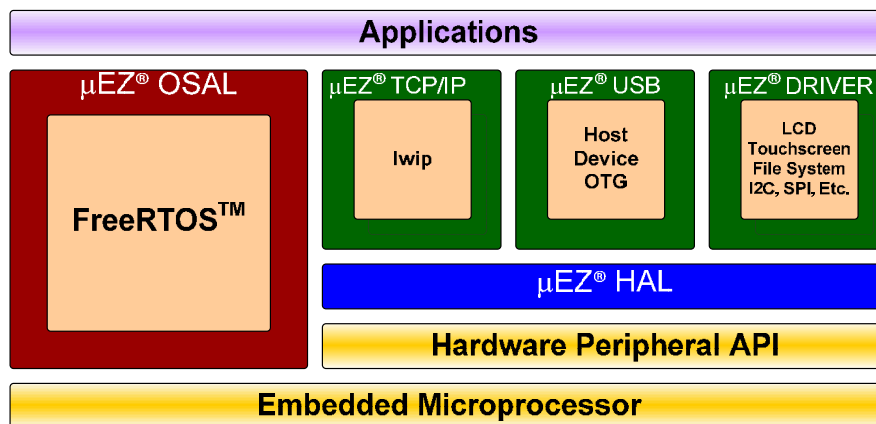 Applications
µEZ® OSAL
FreeRTOS™
µEZ® TCP/IP
lwip
µEZ® USB
Host
Device
OTG
µEZ® DRIVER
LCD
Touchscreen
File System
I2C, SPI, Etc.
µEZ® HAL
Hardware Peripheral API
Embedded Microprocessor